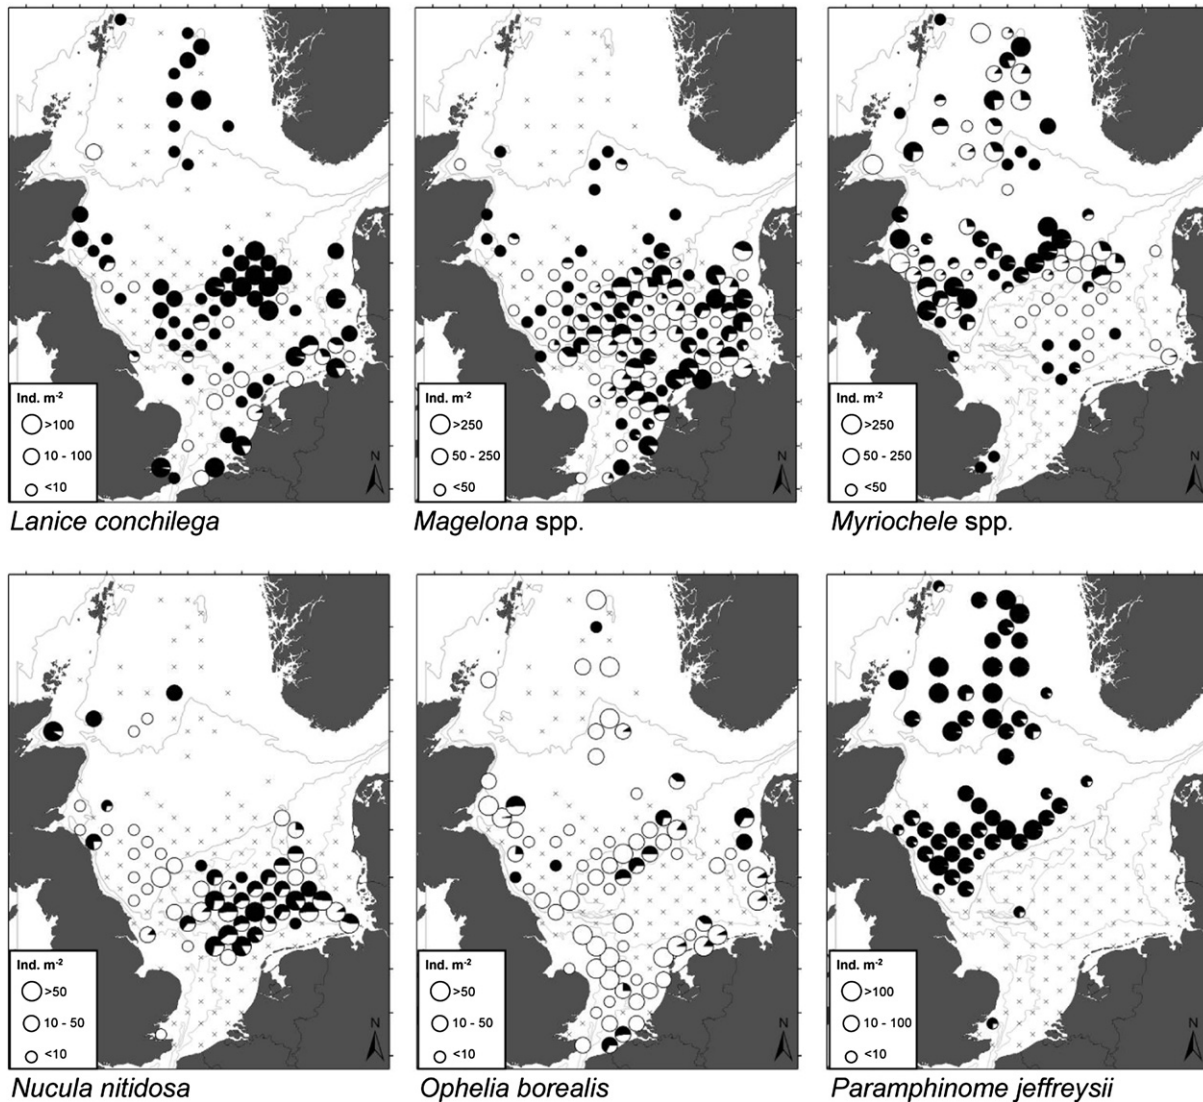 N
Ind. m⁻²
>100
10 - 100
<10
Lanice conchilega
N
Ind. m⁻²
>250
50 - 250
<50
Magelona spp.
N
Ind. m⁻²
>250
50 - 250
<50
Myriochele spp.
N
Ind. m⁻²
>50
10 - 50
<10
Nucula nitidosa
N
Ind. m⁻²
>50
10 - 50
<10
Ophelia borealis
N
Ind. m⁻²
>100
10 - 100
<10
Paramphinome jeffreysii